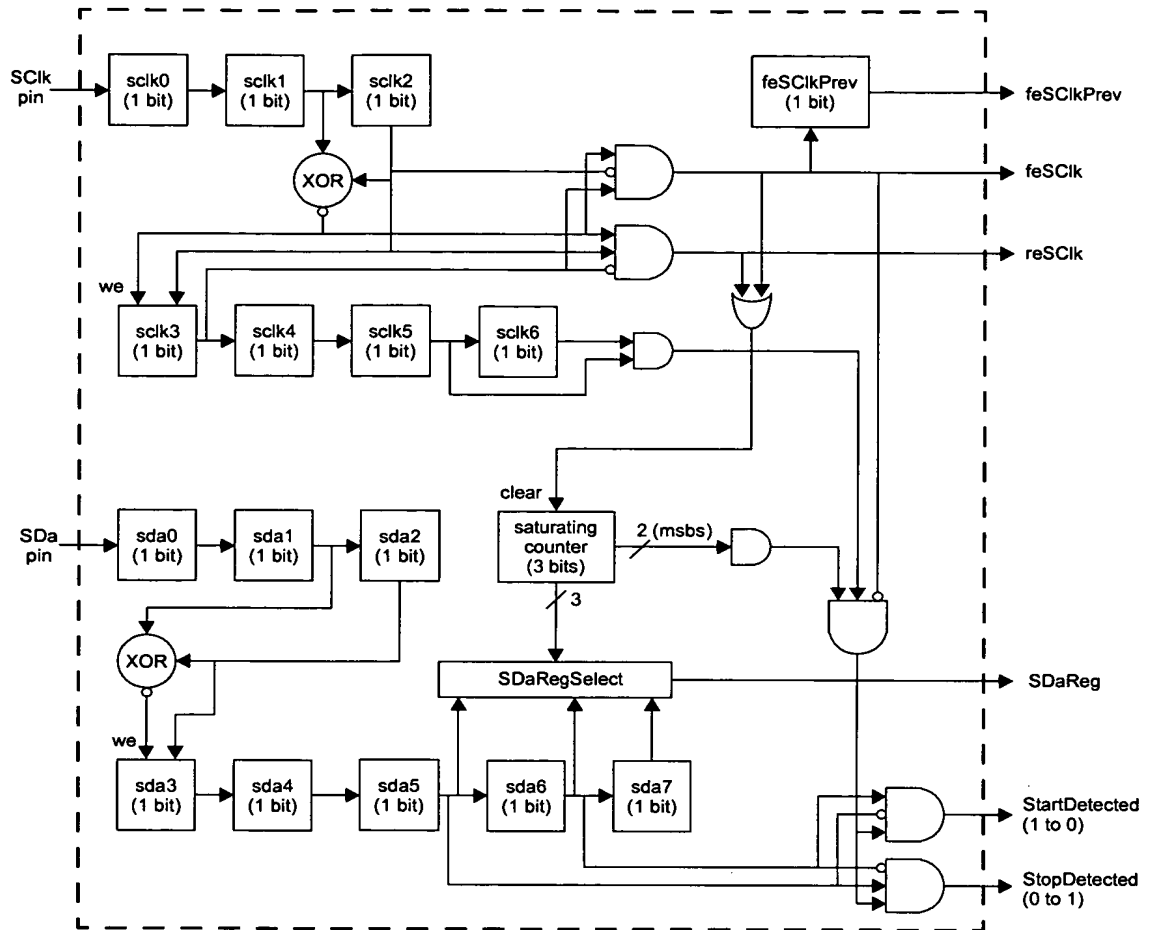 SClk
pin
sclk0
(1 bit)
sclk1
(1 bit)
sclk2
(1 bit)
feSClkPrev
(1 bit)
feSClkPrev
XOR
feSClk
reSClk
we
sclk3
(1 bit)
sclk4
(1 bit)
sclk5
(1 bit)
sclk6
(1 bit)
clear
SDa
pin
sda0
(1 bit)
sda1
(1 bit)
sda2
(1 bit)
saturating
counter
(3 bits)
2 (msbs)
3
XOR
SDaRegSelect
SDaReg
we
sda3
(1 bit)
sda4
(1 bit)
sda5
(1 bit)
sda6
(1 bit)
sda7
(1 bit)
StartDetected
(1 to 0)
StopDetected
(0 to 1)